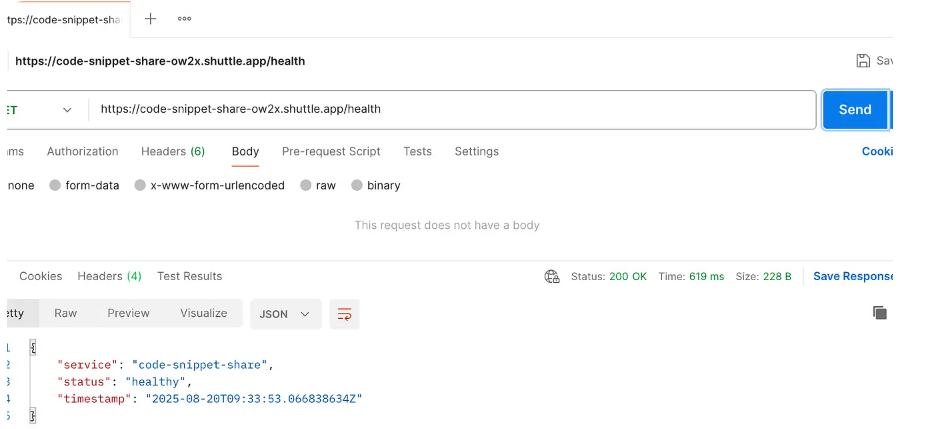 tps://code-snippet-sha
https://code-snippet-share-ow2x.shuttle.app/health
Sav
ET https://code-snippet-share-ow2x.shuttle.app/health Send
ms Authorization Headers (6) Body Pre-request Script Tests Settings Cooki
none form-data x-www-form-urlencoded raw binary
This request does not have a body
Cookies Headers (4) Test Results Status: 200 OK Time: 619 ms Size: 228 B Save Response
etty Raw Preview Visualize JSON
1 {
2 "service": "code-snippet-share",
3 "status": "healthy",
4 "timestamp": "2025-08-20T09:33:53.066838634Z"
5 }